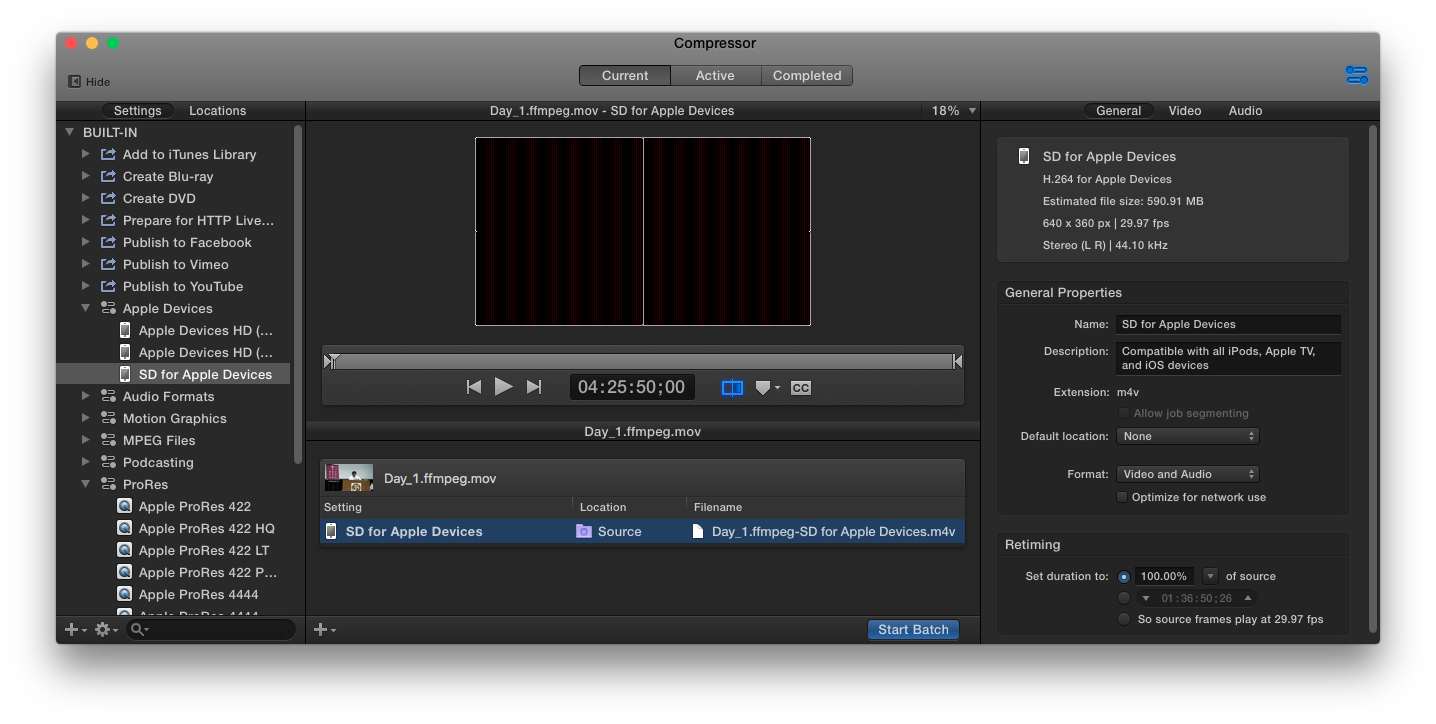 Compressor
Hide
Current Active Completed
Settings Locations
BUILT-IN
Add to iTunes Library
Create Blu-ray
Create DVD
Prepare for HTTP Live...
Publish to Facebook
Publish to Vimeo
Publish to YouTube
Apple Devices
Apple Devices HD (...
Apple Devices HD (...
SD for Apple Devices
Audio Formats
Motion Graphics
MPEG Files
Podcasting
ProRes
Apple ProRes 422
Apple ProRes 422 HQ
Apple ProRes 422 LT
Apple ProRes 422 P...
Apple ProRes 4444
Apple ProRes 4444
Day_1.ffmpeg.mov - SD for Apple Devices 18%
04:25:50;00 CC
Day_1.ffmpeg.mov
Day_1.ffmpeg.mov
Setting Location Filename
SD for Apple Devices Source Day_1.ffmpeg-SD for Apple Devices.m4v
Start Batch
General Video Audio
SD for Apple Devices
H.264 for Apple Devices
Estimated file size: 590.91 MB
640 x 360 px | 29.97 fps
Stereo (L R) | 44.10 kHz
General Properties
Name: SD for Apple Devices
Description: Compatible with all iPods, Apple TV,
and iOS devices
Extension: m4v
Allow job segmenting
Default location: None
Format: Video and Audio
Optimize for network use
Retiming
Set duration to: 100.00% of source
01:36:50;26
So source frames play at 29.97 fps